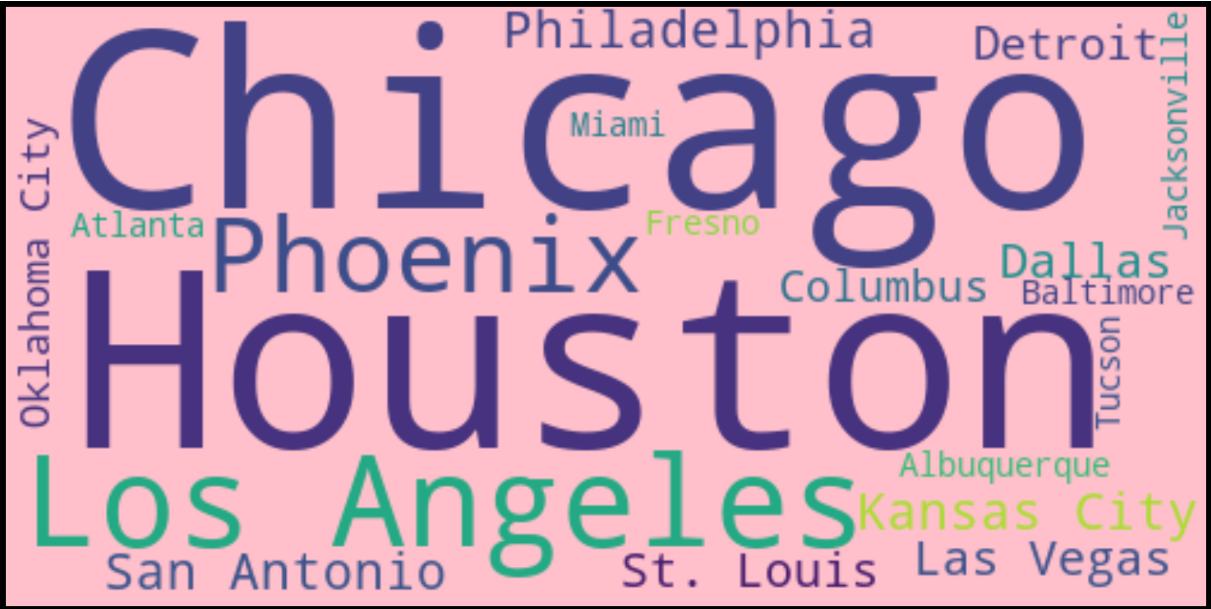 Philadelphia
Detroit
Jacksonville
Chicago
Miami
Oklahoma City
Atlanta
Phoenix
Fresno
Dallas
Columbus
Baltimore
Houston
Tucson
Los Angeles
Albuquerque
Kansas City
San Antonio
St. Louis
Las Vegas